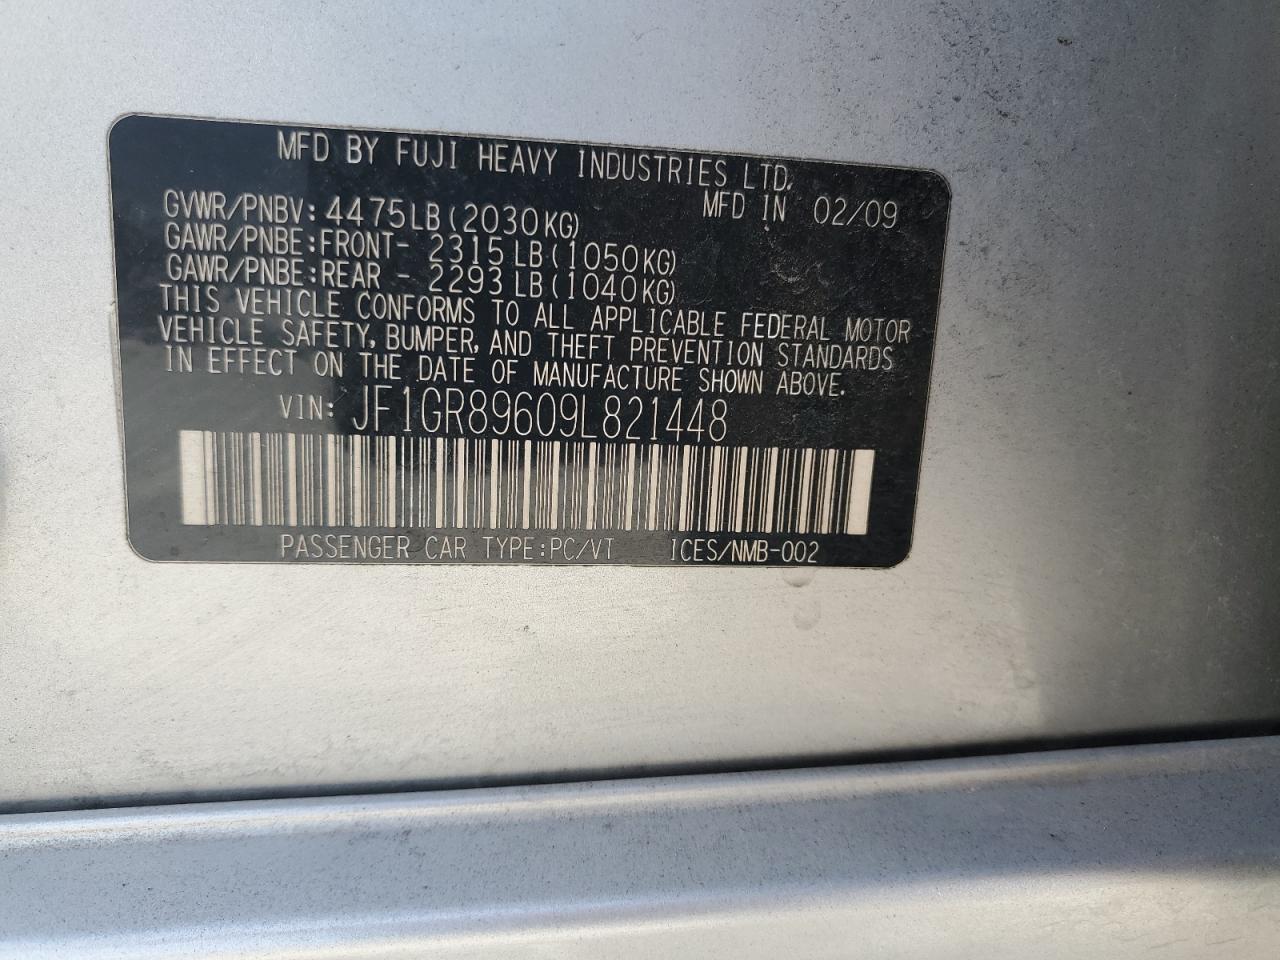 MFD BY FUJI HEAVY INDUSTRIES LTD.
MFD IN 02/09
GVWR/PNBV: 4475LB(2030KG)
GAWR/PNBE:FRONT- 2315LB(1050KG)
GAWR/PNBE:REAR - 2293LB(1040KG)
THIS VEHICLE CONFORMS TO ALL APPLICABLE FEDERAL MOTOR
VEHICLE SAFETY, BUMPER, AND THEFT PREVENTION STANDARDS
IN EFFECT ON THE DATE OF MANUFACTURE SHOWN ABOVE.
VIN: JF1GR89609L821448
PASSENGER CAR TYPE:PC/VT ICES/NMB-002